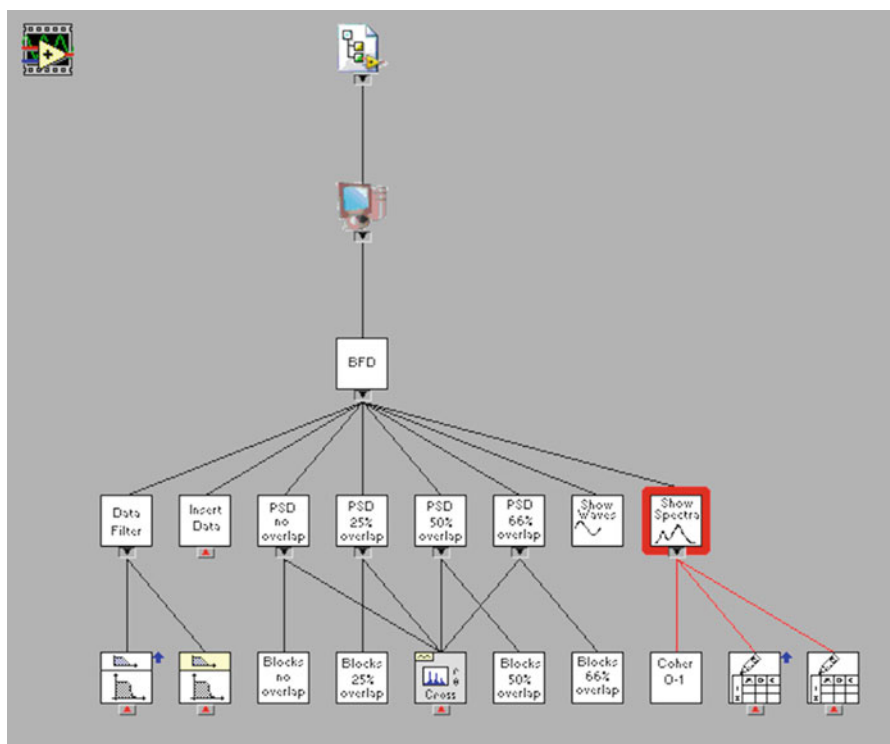 BFD
Data
Filter
Insert
Data
PSD
no
overlap
PSD
25%
overlap
PSD
50%
overlap
PSD
66%
overlap
Show
Waves
Show
Spectra
Blocks
no
overlap
Blocks
25%
overlap
Cross
Blocks
50%
overlap
Blocks
66%
overlap
Coher
0-1